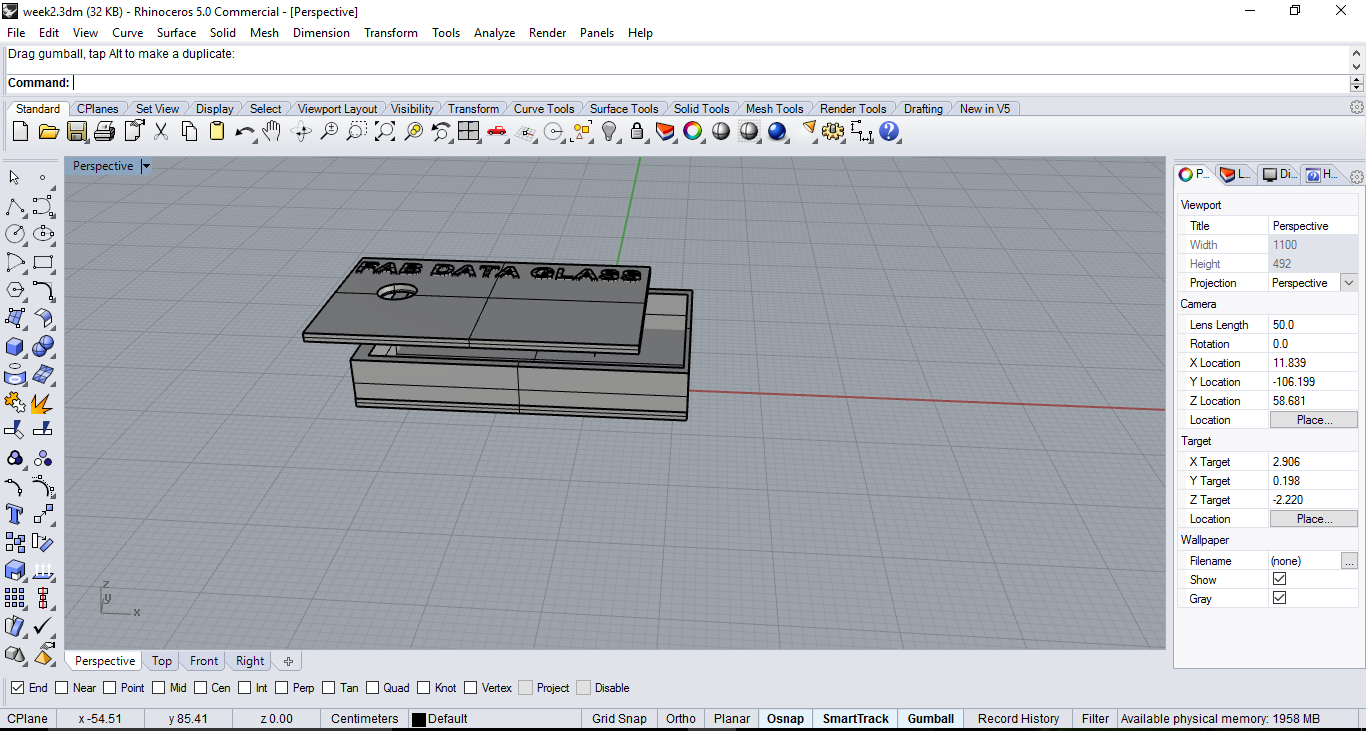 week2.3dm (32 KB) - Rhinoceros 5.0 Commercial - [Perspective]
File Edit View Curve Surface Solid Mesh Dimension Transform Tools Analyze Render Panels Help
Drag gumball, tap Alt to make a duplicate:
Command:
Standard CPlanes Set View Display Select Viewport Layout Visibility Transform Curve Tools Surface Tools Solid Tools Mesh Tools Render Tools Drafting New in V5
Perspective
FAB DATA GLASS
z
y
x
P... L... Di... H...
Viewport
Title Perspective
Width 1100
Height 492
Projection Perspective
Camera
Lens Length 50.0
Rotation 0.0
X Location 11.839
Y Location -106.199
Z Location 58.681
Location Place...
Target
X Target 2.906
Y Target 0.198
Z Target -2.220
Location Place...
Wallpaper
Filename (none) ...
Show
Gray
Perspective Top Front Right
End Near Point Mid Cen Int Perp Tan Quad Knot Vertex Project Disable
CPlane x -54.51 y 85.41 z 0.00 Centimeters Default Grid Snap Ortho Planar Osnap SmartTrack Gumball Record History Filter Available physical memory: 1958 MB